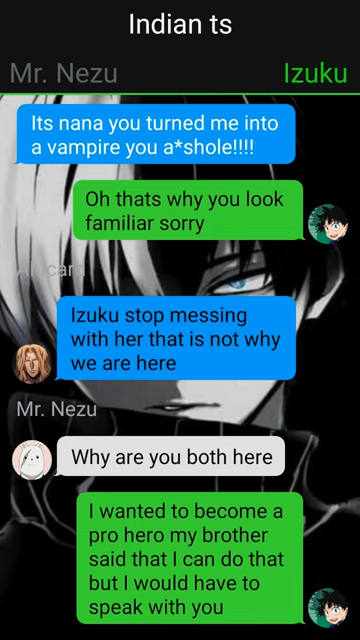 Indian ts
Mr. Nezu
Izuku
Its nana you turned me into
a vampire you a*shole!!!!
Oh thats why you look
familiar sorry
Alucard
Izuku stop messing
with her that is not why
we are here
Mr. Nezu
Why are you both here
I wanted to become a
pro hero my brother
said that I can do that
but I would have to
speak with you